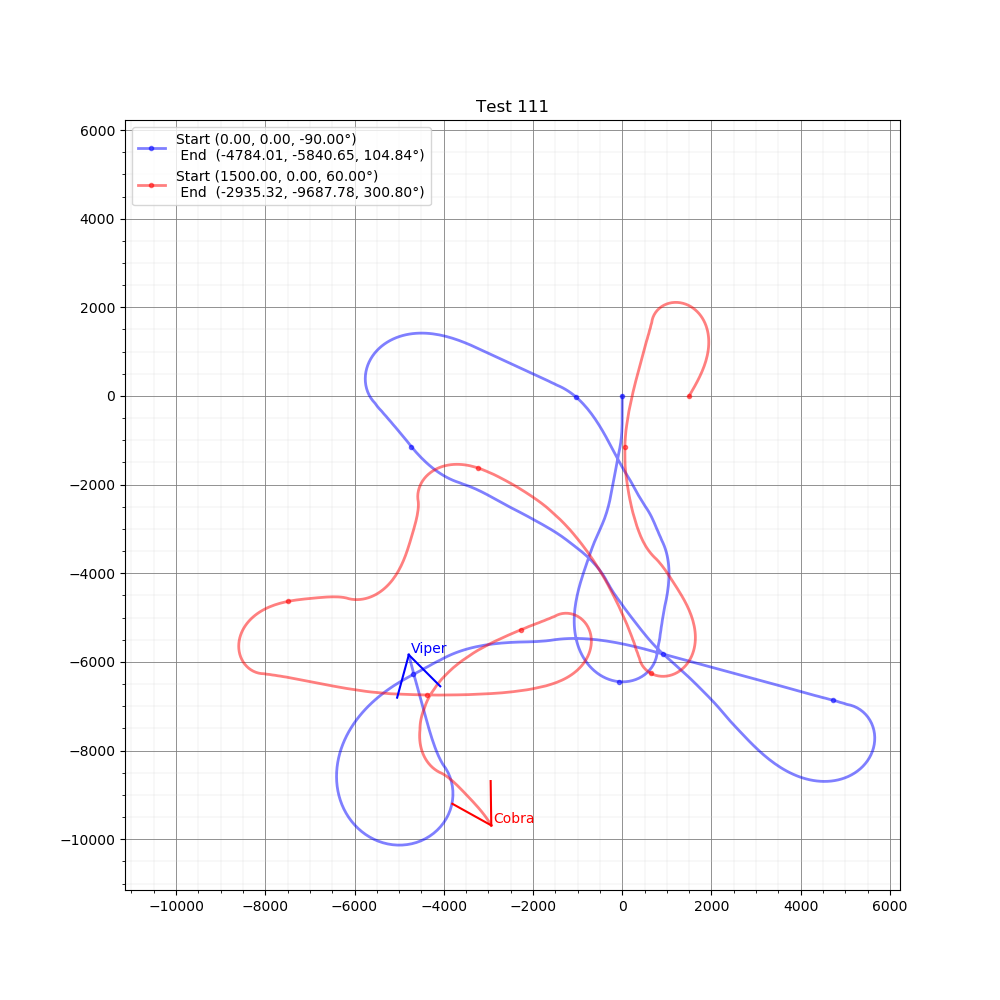 Test 111
Start (0.00, 0.00, -90.00°)
End  (-4784.01, -5840.65, 104.84°)
Start (1500.00, 0.00, 60.00°)
End  (-2935.32, -9687.78, 300.80°)
6000
4000
2000
0
−2000
−4000
−6000
−8000
−10000
Viper
Cobra
−10000 −8000 −6000 −4000 −2000 0 2000 4000 6000